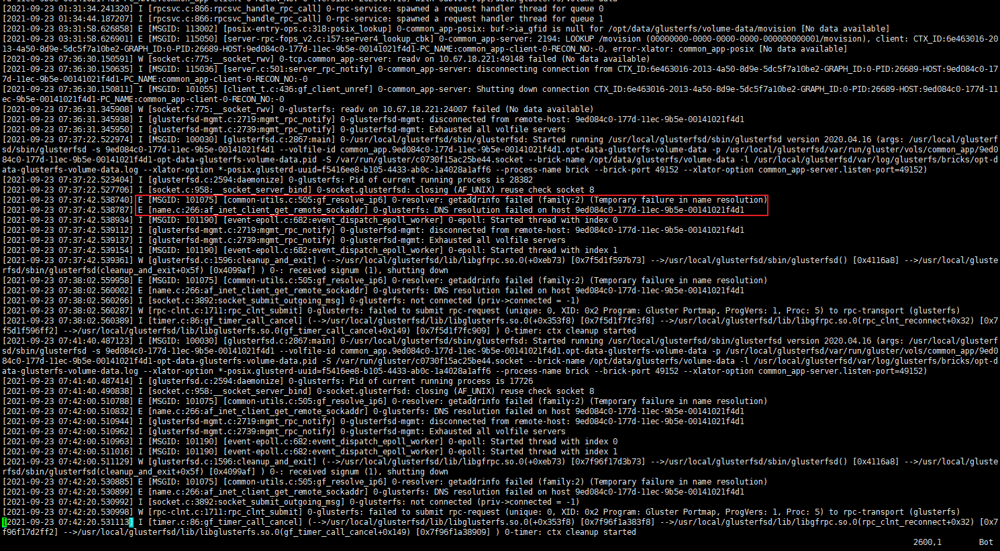 [2021-09-23 01:31:34.241320] I [rpcsvc.c:866:rpcsvc_handle_rpc_call] 0-rpc-service: spawned a request handler thread for queue 0
[2021-09-23 01:34:44.187207] I [rpcsvc.c:866:rpcsvc_handle_rpc_call] 0-rpc-service: spawned a request handler thread for queue 1
[2021-09-23 03:31:58.626858] E [MSGID: 113002] [posix-entry-ops.c:318:posix_lookup] 0-common_app-posix: buf->ia_gfid is null for /opt/data/glusterfs/volume-data/movision [No data available]
[2021-09-23 03:31:58.626901] E [MSGID: 115050] [server-rpc-fops_v2.c:157:server4_lookup_cbk] 0-common_app-server: 2194: LOOKUP /movision (00000000-0000-0000-0000-000000000001/movision), client: CTX_ID:6e463016-20
13-4a50-8d9e-5dc5f7a10be2-GRAPH_ID:0-PID:26689-HOST:9ed084c0-177d-11ec-9b5e-00141021f4d1-PC_NAME:common_app-client-0-RECON_NO:-0, error-xlator: common_app-posix [No data available]
[2021-09-23 07:36:30.150591] W [socket.c:775:__socket_rwv] 0-tcp.common_app-server: readv on 10.67.18.221:49148 failed (No data available)
[2021-09-23 07:36:30.150635] I [MSGID: 115036] [server.c:501:server_rpc_notify] 0-common_app-server: disconnecting connection from CTX_ID:6e463016-2013-4a50-8d9e-5dc5f7a10be2-GRAPH_ID:0-PID:26689-HOST:9ed084c0-17
7d-11ec-9b5e-00141021f4d1-PC_NAME:common_app-client-0-RECON_NO:-0
[2021-09-23 07:36:30.150811] I [MSGID: 101055] [client_t.c:436:gf_client_unref] 0-common_app-server: Shutting down connection CTX_ID:6e463016-2013-4a50-8d9e-5dc5f7a10be2-GRAPH_ID:0-PID:26689-HOST:9ed084c0-177d-11
ec-9b5e-00141021f4d1-PC_NAME:common_app-client-0-RECON_NO:-0
[2021-09-23 07:36:31.345908] W [socket.c:775:__socket_rwv] 0-glusterfs: readv on 10.67.18.221:24007 failed (No data available)
[2021-09-23 07:36:31.345938] I [glusterfsd-mgmt.c:2719:mgmt_rpc_notify] 0-glusterfsd-mgmt: disconnected from remote-host: 9ed084c0-177d-11ec-9b5e-00141021f4d1
[2021-09-23 07:36:31.345950] I [glusterfsd-mgmt.c:2739:mgmt_rpc_notify] 0-glusterfsd-mgmt: Exhausted all volfile servers
[2021-09-23 07:37:22.522974] I [MSGID: 100030] [glusterfsd.c:2867:main] 0-/usr/local/glusterfsd/sbin/glusterfsd: Started running /usr/local/glusterfsd/sbin/glusterfsd version 2020.04.16 (args: /usr/local/glusterf
sd/sbin/glusterfsd -s 9ed084c0-177d-11ec-9b5e-00141021f4d1 --volfile-id common_app.9ed084c0-177d-11ec-9b5e-00141021f4d1.opt-data-glusterfs-volume-data -p /usr/local/glusterfsd/var/run/gluster/vols/common_app/9ed0
84c0-177d-11ec-9b5e-00141021f4d1-opt-data-glusterfs-volume-data.pid -S /var/run/gluster/c0730f15ac25be44.socket --brick-name /opt/data/glusterfs/volume-data -l /usr/local/glusterfsd/var/log/glusterfs/bricks/opt-d
ata-glusterfs-volume-data.log --xlator-option *-posix.glusterd-uuid=f5416ee8-b105-4433-ab0c-1a4028a1aff6 --process-name brick --brick-port 49152 --xlator-option common_app-server.listen-port=49152)
[2021-09-23 07:37:22.523404] I [glusterfsd.c:2594:daemonize] 0-glusterfs: Pid of current running process is 28382
[2021-09-23 07:37:22.527706] I [socket.c:958:__socket_server_bind] 0-socket.glusterfsd: closing (AF_UNIX) reuse check socket 8
[2021-09-23 07:37:42.538740] E [MSGID: 101075] [common-utils.c:505:gf_resolve_ip6] 0-resolver: getaddrinfo failed (family:2) (Temporary failure in name resolution)
[2021-09-23 07:37:42.538787] E [name.c:266:af_inet_client_get_remote_sockaddr] 0-glusterfs: DNS resolution failed on host 9ed084c0-177d-11ec-9b5e-00141021f4d1
[2021-09-23 07:37:42.538934] I [MSGID: 101190] [event-epoll.c:682:event_dispatch_epoll_worker] 0-epoll: Started thread with index 0
[2021-09-23 07:37:42.539112] I [glusterfsd-mgmt.c:2719:mgmt_rpc_notify] 0-glusterfsd-mgmt: disconnected from remote-host: 9ed084c0-177d-11ec-9b5e-00141021f4d1
[2021-09-23 07:37:42.539137] I [glusterfsd-mgmt.c:2739:mgmt_rpc_notify] 0-glusterfsd-mgmt: Exhausted all volfile servers
[2021-09-23 07:37:42.539154] I [MSGID: 101190] [event-epoll.c:682:event_dispatch_epoll_worker] 0-epoll: Started thread with index 1
[2021-09-23 07:37:42.539361] W [glusterfsd.c:1596:cleanup_and_exit] (-->/usr/local/glusterfsd/lib/libgfrpc.so.0(+0xeb73) [0x7f5d1f597b73] -->/usr/local/glusterfsd/sbin/glusterfsd() [0x4116a8] -->/usr/local/gluste
rfsd/sbin/glusterfsd(cleanup_and_exit+0x5f) [0x4099af] ) 0-: received signum (1), shutting down
[2021-09-23 07:38:02.559958] E [MSGID: 101075] [common-utils.c:505:gf_resolve_ip6] 0-resolver: getaddrinfo failed (family:2) (Temporary failure in name resolution)
[2021-09-23 07:38:02.560002] E [name.c:266:af_inet_client_get_remote_sockaddr] 0-glusterfs: DNS resolution failed on host 9ed084c0-177d-11ec-9b5e-00141021f4d1
[2021-09-23 07:38:02.560266] I [socket.c:3892:socket_submit_outgoing_msg] 0-glusterfs: not connected (priv->connected = -1)
[2021-09-23 07:38:02.560287] W [rpc-clnt.c:1711:rpc_clnt_submit] 0-glusterfs: failed to submit rpc-request (unique: 0, XID: 0x2 Program: Gluster Portmap, ProgVers: 1, Proc: 5) to rpc-transport (glusterfs)
[2021-09-23 07:38:02.560389] I [timer.c:86:gf_timer_call_cancel] (-->/usr/local/glusterfsd/lib/libglusterfs.so.0(+0x353f8) [0x7f5d1f7fc3f8] -->/usr/local/glusterfsd/lib/libgfrpc.so.0(rpc_clnt_reconnect+0x32) [0x7
f5d1f596ff2] -->/usr/local/glusterfsd/lib/libglusterfs.so.0(gf_timer_call_cancel+0x149) [0x7f5d1f7fc909] ) 0-timer: ctx cleanup started
[2021-09-23 07:41:40.487123] I [MSGID: 100030] [glusterfsd.c:2867:main] 0-/usr/local/glusterfsd/sbin/glusterfsd: Started running /usr/local/glusterfsd/sbin/glusterfsd version 2020.04.16 (args: /usr/local/glusterf
sd/sbin/glusterfsd -s 9ed084c0-177d-11ec-9b5e-00141021f4d1 --volfile-id common_app.9ed084c0-177d-11ec-9b5e-00141021f4d1.opt-data-glusterfs-volume-data -p /usr/local/glusterfsd/var/run/gluster/vols/common_app/9ed0
84c0-177d-11ec-9b5e-00141021f4d1-opt-data-glusterfs-volume-data.pid -S /var/run/gluster/c0730f15ac25be44.socket --brick-name /opt/data/glusterfs/volume-data -l /usr/local/glusterfsd/var/log/glusterfs/bricks/opt-d
ata-glusterfs-volume-data.log --xlator-option *-posix.glusterd-uuid=f5416ee8-b105-4433-ab0c-1a4028a1aff6 --process-name brick --brick-port 49152 --xlator-option common_app-server.listen-port=49152)
[2021-09-23 07:41:40.487414] I [glusterfsd.c:2594:daemonize] 0-glusterfs: Pid of current running process is 17726
[2021-09-23 07:41:40.490838] I [socket.c:958:__socket_server_bind] 0-socket.glusterfsd: closing (AF_UNIX) reuse check socket 8
[2021-09-23 07:42:00.510788] E [MSGID: 101075] [common-utils.c:505:gf_resolve_ip6] 0-resolver: getaddrinfo failed (family:2) (Temporary failure in name resolution)
[2021-09-23 07:42:00.510832] E [name.c:266:af_inet_client_get_remote_sockaddr] 0-glusterfs: DNS resolution failed on host 9ed084c0-177d-11ec-9b5e-00141021f4d1
[2021-09-23 07:42:00.510944] I [glusterfsd-mgmt.c:2719:mgmt_rpc_notify] 0-glusterfsd-mgmt: disconnected from remote-host: 9ed084c0-177d-11ec-9b5e-00141021f4d1
[2021-09-23 07:42:00.510962] I [glusterfsd-mgmt.c:2739:mgmt_rpc_notify] 0-glusterfsd-mgmt: Exhausted all volfile servers
[2021-09-23 07:42:00.510963] I [MSGID: 101190] [event-epoll.c:682:event_dispatch_epoll_worker] 0-epoll: Started thread with index 0
[2021-09-23 07:42:00.511016] I [MSGID: 101190] [event-epoll.c:682:event_dispatch_epoll_worker] 0-epoll: Started thread with index 1
[2021-09-23 07:42:00.511129] W [glusterfsd.c:1596:cleanup_and_exit] (-->/usr/local/glusterfsd/lib/libgfrpc.so.0(+0xeb73) [0x7f96f17d3b73] -->/usr/local/glusterfsd/sbin/glusterfsd() [0x4116a8] -->/usr/local/gluste
rfsd/sbin/glusterfsd(cleanup_and_exit+0x5f) [0x4099af] ) 0-: received signum (1), shutting down
[2021-09-23 07:42:20.530885] E [MSGID: 101075] [common-utils.c:505:gf_resolve_ip6] 0-resolver: getaddrinfo failed (family:2) (Temporary failure in name resolution)
[2021-09-23 07:42:20.530899] E [name.c:266:af_inet_client_get_remote_sockaddr] 0-glusterfs: DNS resolution failed on host 9ed084c0-177d-11ec-9b5e-00141021f4d1
[2021-09-23 07:42:20.530992] I [socket.c:3892:socket_submit_outgoing_msg] 0-glusterfs: not connected (priv->connected = -1)
[2021-09-23 07:42:20.530998] W [rpc-clnt.c:1711:rpc_clnt_submit] 0-glusterfs: failed to submit rpc-request (unique: 0, XID: 0x2 Program: Gluster Portmap, ProgVers: 1, Proc: 5) to rpc-transport (glusterfs)
[2021-09-23 07:42:20.531113] I [timer.c:86:gf_timer_call_cancel] (-->/usr/local/glusterfsd/lib/libglusterfs.so.0(+0x353f8) [0x7f96f1a383f8] -->/usr/local/glusterfsd/lib/libgfrpc.so.0(rpc_clnt_reconnect+0x32) [0x7
f96f17d2ff2] -->/usr/local/glusterfsd/lib/libglusterfs.so.0(gf_timer_call_cancel+0x149) [0x7f96f1a38909] ) 0-timer: ctx cleanup started
2600,1 Bot